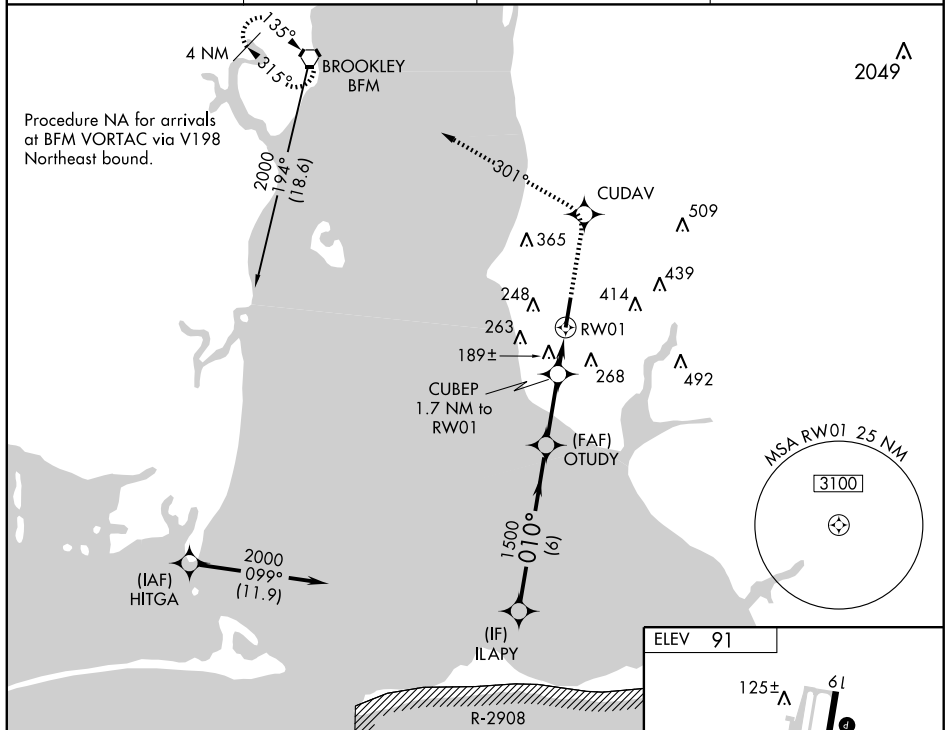 135°
4 NM
315°
BROOKLEY
BFM
2049
Procedure NA for arrivals
at BFM VORTAC via V198
Northeast bound.
2000
194°
(18.6)
301°
CUDAV
365
509
439
248
414
263
RW01
189±
268
492
CUBEP
1.7 NM to
RW01
(FAF)
OTUDY
MSA RW01 25 NM
3100
1500
010°
(6)
2000
099°
(11.9)
(IAF)
HITGA
(IF)
ILAPY
R-2908
ELEV 91
125±
19
P